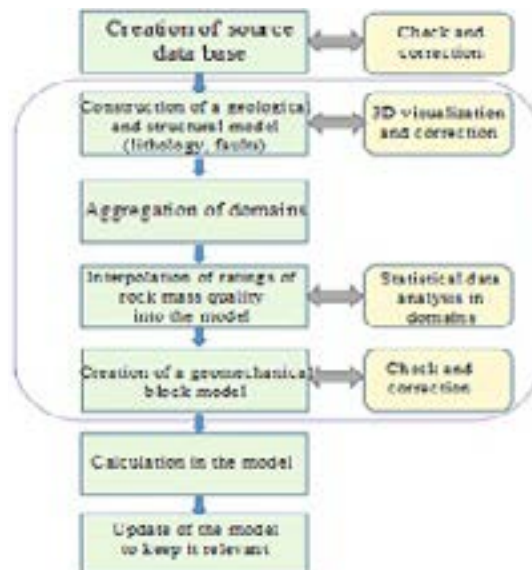 Creation of source
data base
Check and
correction
Construction of a geological
and structural model
(lithology, faults)
3D visualization
and correction
Aggregation of domains
Interpolation of ratings of
rock mass quality
into the model
Statistical data
analysis in
domains
Creation of a geomechanical
block model
Check and
correction
Calculation in the model
Update of the model
to keep it relevant